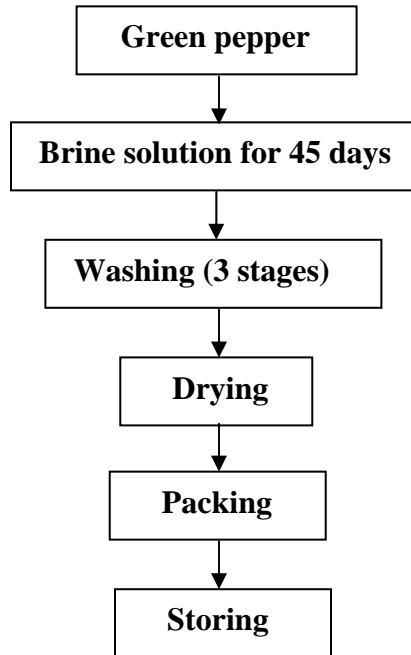 Green pepper
Brine solution for 45 days
Washing (3 stages)
Drying
Packing
Storing